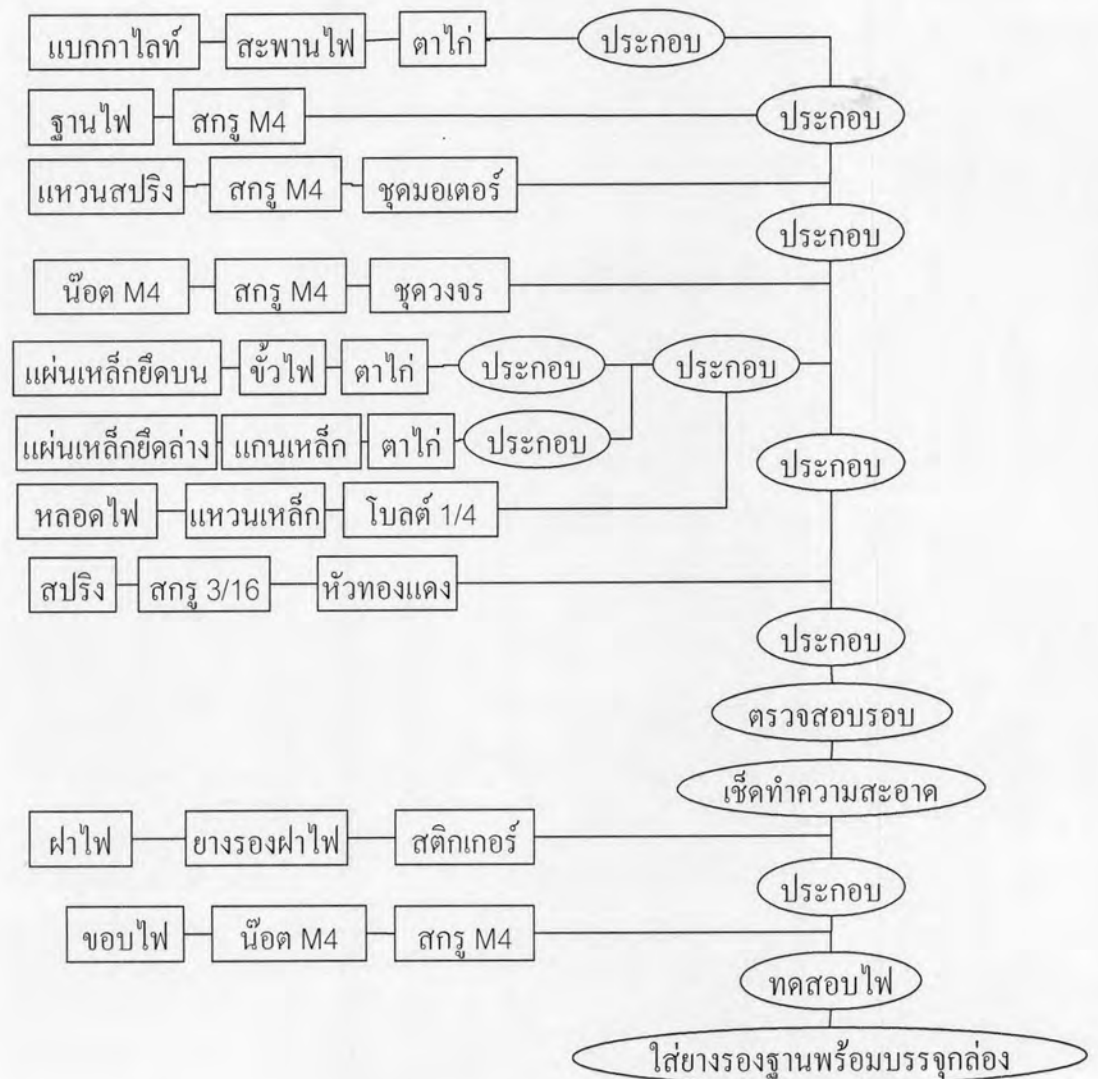 แบกกาไลท์ สะพานไฟ ตาไก่ ประกอบ
ฐานไฟ สกรู M4 ประกอบ
แหวนสปริง สกรู M4 ชุดมอเตอร์
ประกอบ
น๊อต M4 สกรู M4 ชุดวงจร
แผ่นเหล็กยึดบน ขั้วไฟ ตาไก่ ประกอบ ประกอบ
แผ่นเหล็กยึดล่าง แกนเหล็ก ตาไก่ ประกอบ
ประกอบ
หลอดไฟ แหวนเหล็ก โบลต์ 1/4
สปริง สกรู 3/16 หัวทองแดง
ประกอบ
ตรวจสอบรอบ
เช็ดทำความสะอาด
ฝาไฟ ยางรองฝาไฟ สติกเกอร์
ประกอบ
ขอบไฟ น๊อต M4 สกรู M4
ทดสอบไฟ
ใส่ยางรองฐานพร้อมบรรจุกล่อง